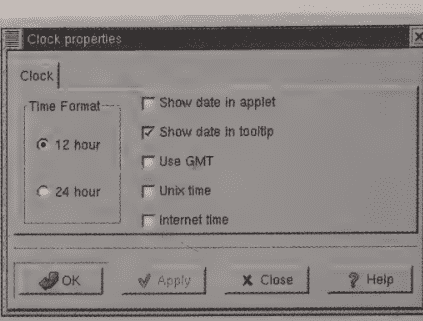 Clock properties
Clock
Time Format
12 hour
24 hour
Show date in applet
Show date in tooltip
Use GMT
Unix time
Internet time
OK
Apply
Close
Help